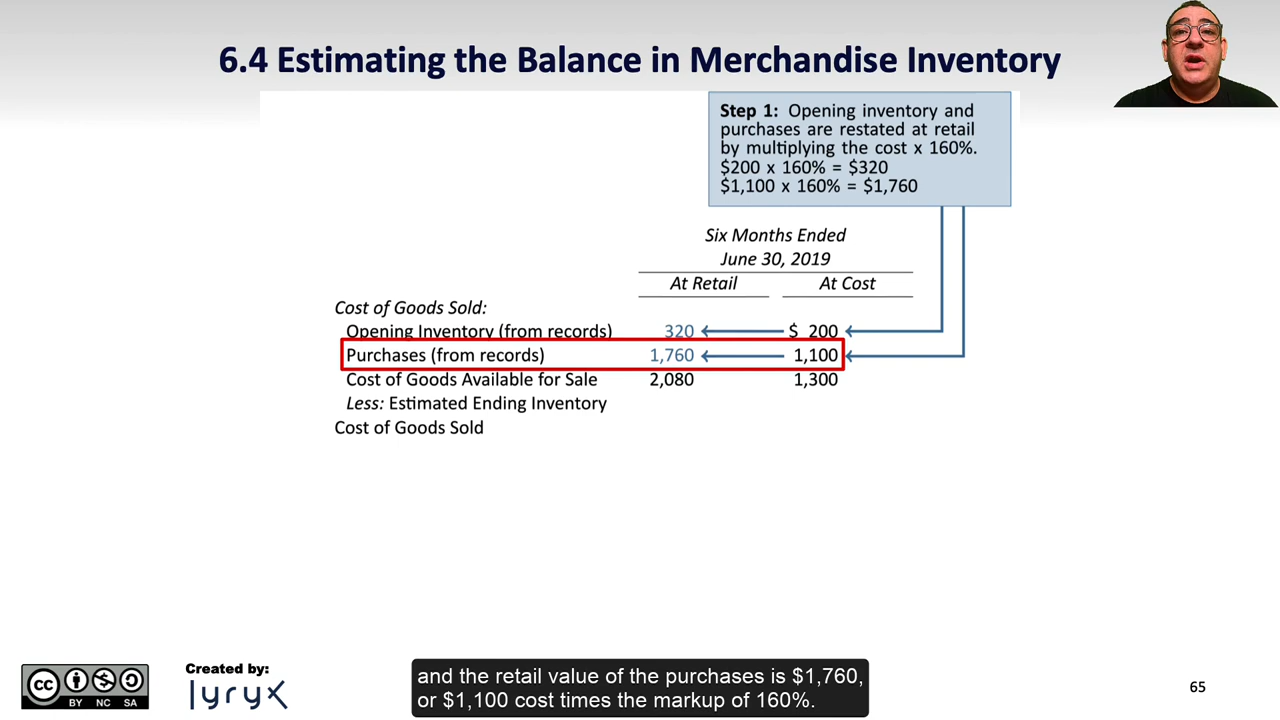 6.4 Estimating the Balance in Merchandise Inventory
Step 1: Opening inventory and
purchases are restated at retail
by multiplying the cost x 160%.
$200 x 160% = $320
$1,100 x 160% = $1,760
Six Months Ended
June 30, 2019
At Retail At Cost
Cost of Goods Sold:
Opening Inventory (from records) 320 $ 200
Purchases (from records) 1,760 1,100
Cost of Goods Available for Sale 2,080 1,300
Less: Estimated Ending Inventory
Cost of Goods Sold
cc BY NC SA
Created by:
lyryx
and the retail value of the purchases is $1,760,
or $1,100 cost times the markup of 160%.
65